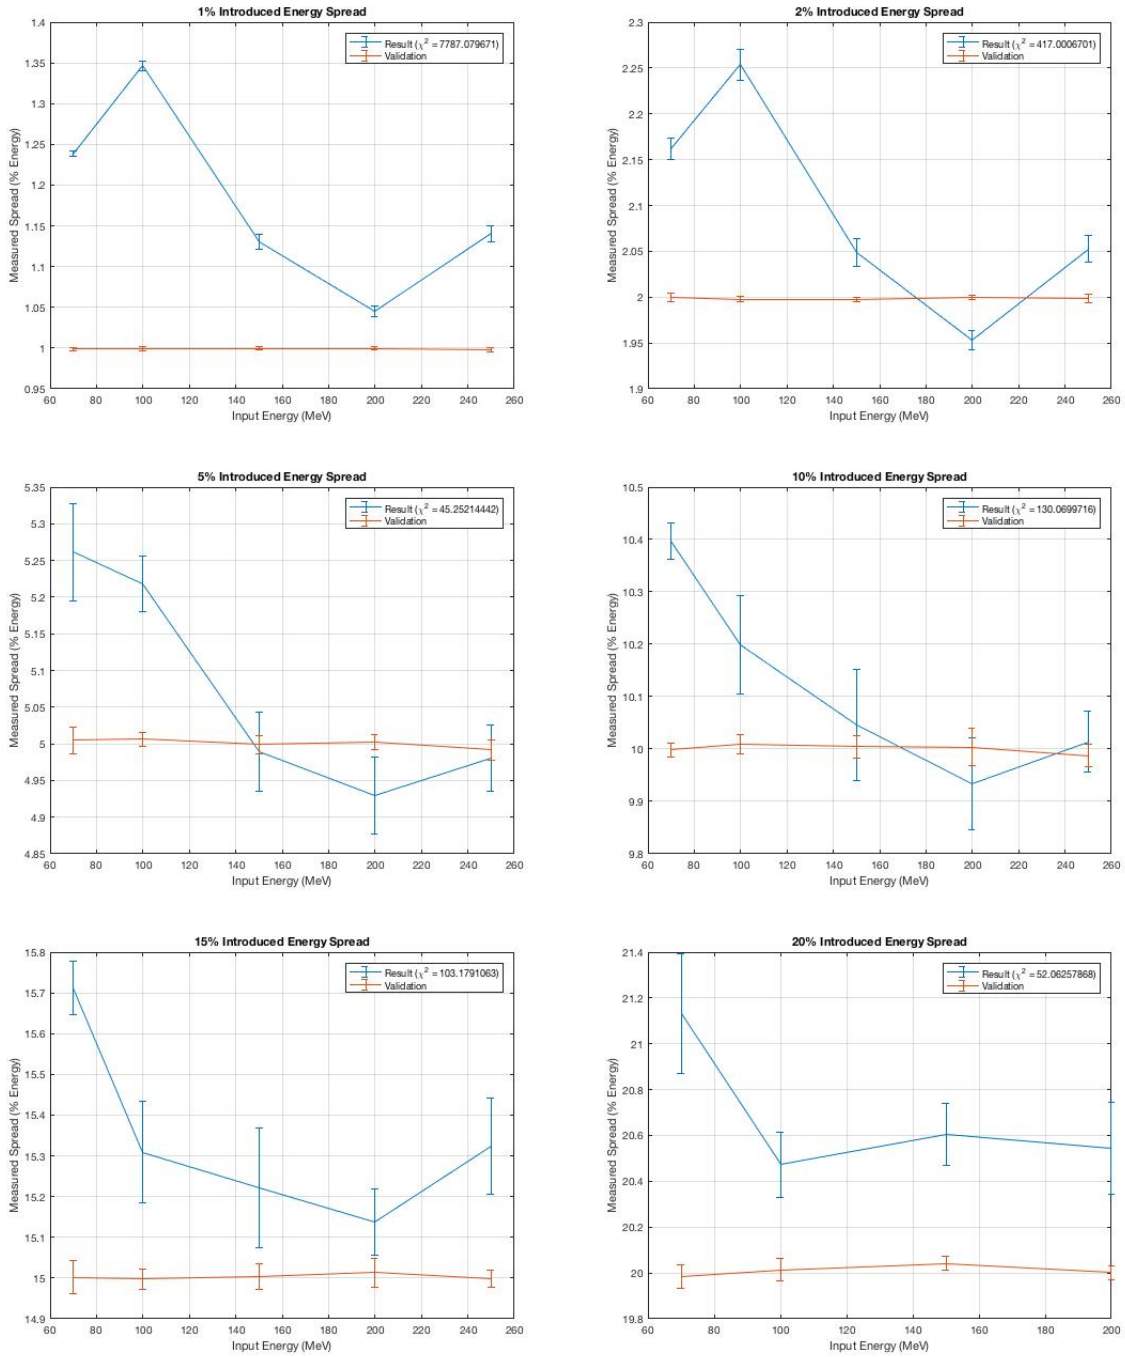 1% Introduced Energy Spread
Measured Spread (% Energy)
1.4
1.35
1.3
1.25
1.2
1.15
1.1
1.05
1
0.95
Result (χ² = 7787.079671)
Validation
60 80 100 120 140 160 180 200 220 240 260
Input Energy (MeV)
2% Introduced Energy Spread
Measured Spread (% Energy)
2.3
2.25
2.2
2.15
2.1
2.05
2
1.95
1.9
Result (χ² = 417.0006701)
Validation
60 80 100 120 140 160 180 200 220 240 260
Input Energy (MeV)
5% Introduced Energy Spread
Measured Spread (% Energy)
5.35
5.3
5.25
5.2
5.15
5.1
5.05
5
4.95
4.9
4.85
Result (χ² = 45.25214442)
Validation
60 80 100 120 140 160 180 200 220 240 260
Input Energy (MeV)
10% Introduced Energy Spread
Measured Spread (% Energy)
10.5
10.4
10.3
10.2
10.1
10
9.9
9.8
Result (χ² = 130.0699716)
Validation
60 80 100 120 140 160 180 200 220 240 260
Input Energy (MeV)
15% Introduced Energy Spread
Measured Spread (% Energy)
15.8
15.7
15.6
15.5
15.4
15.3
15.2
15.1
15
14.9
Result (χ² = 103.1791063)
Validation
60 80 100 120 140 160 180 200 220 240 260
Input Energy (MeV)
20% Introduced Energy Spread
Measured Spread (% Energy)
21.4
21.2
21
20.8
20.6
20.4
20.2
20
19.8
Result (χ² = 52.06257868)
Validation
60 80 100 120 140 160 180 200
Input Energy (MeV)